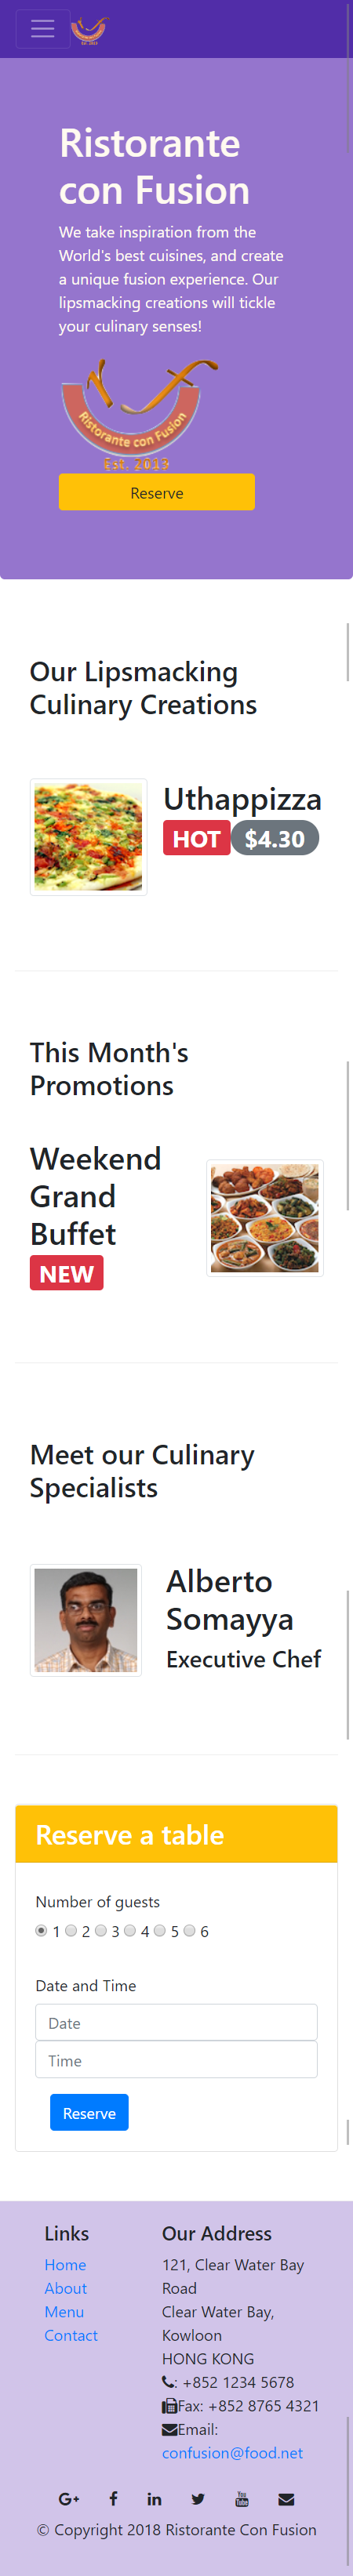 Ristorante
con Fusion
We take inspiration from the
World's best cuisines, and create
a unique fusion experience. Our
lipsmacking creations will tickle
your culinary senses!
Ristorante con Fusion
Est. 2013
Reserve
Our Lipsmacking
Culinary Creations
Uthappizza
HOT $4.30
This Month's
Promotions
Weekend
Grand
Buffet
NEW
Meet our Culinary
Specialists
Alberto
Somayya
Executive Chef
Reserve a table
Number of guests
1 2 3 4 5 6
Date and Time
Date
Time
Reserve
Links
Home
About
Menu
Contact
Our Address
121, Clear Water Bay
Road
Clear Water Bay,
Kowloon
HONG KONG
: +852 1234 5678
Fax: +852 8765 4321
Email:
confusion@food.net
© Copyright 2018 Ristorante Con Fusion